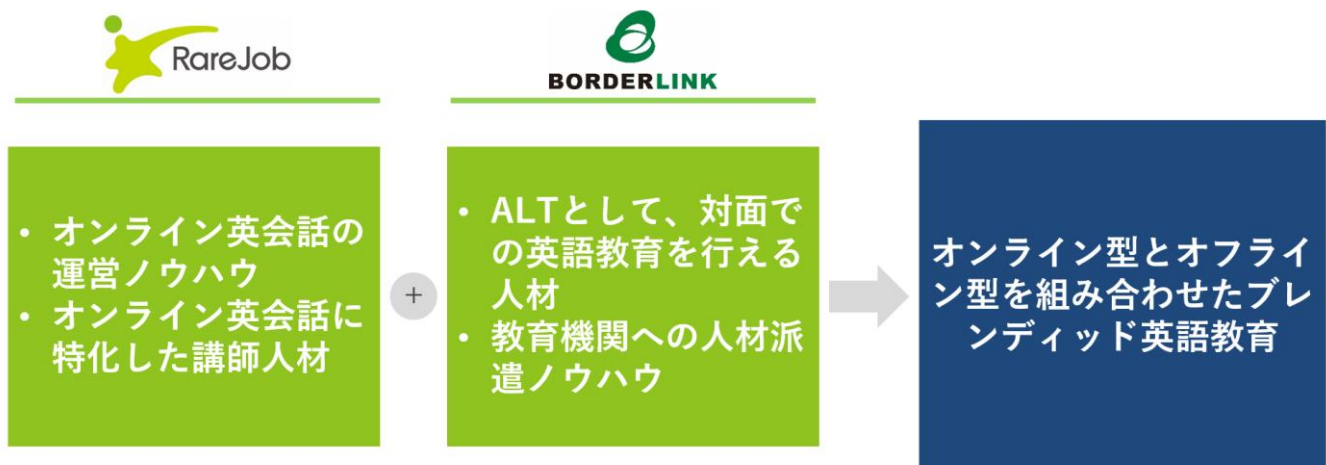 RareJob
BORDERLINK
• オンライン英会話の
運営ノウハウ
• オンライン英会話に
特化した講師人材
+
• ALTとして、対面で
の英語教育を行える
人材
• 教育機関への人材派
遣ノウハウ
オンライン型とオフライ
ン型を組み合わせたブレ
ンディッド英語教育